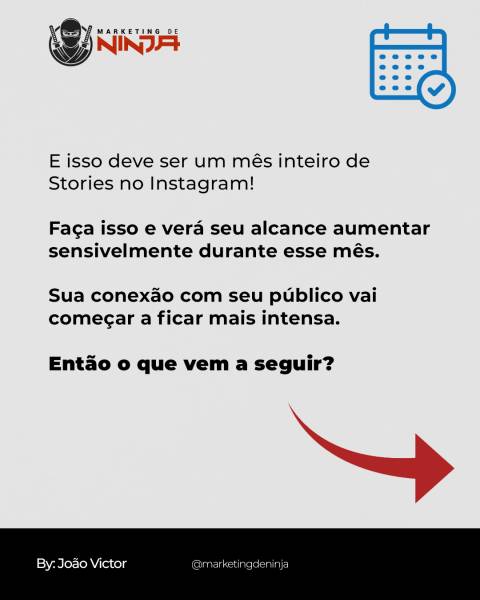 MARKETING DE
NINJA
E isso deve ser um mês inteiro de
Stories no Instagram!
Faça isso e verá seu alcance aumentar
sensivelmente durante esse mês.
Sua conexão com seu público vai
começar a ficar mais intensa.
Então o que vem a seguir?
By: João Victor
@marketingdeninja